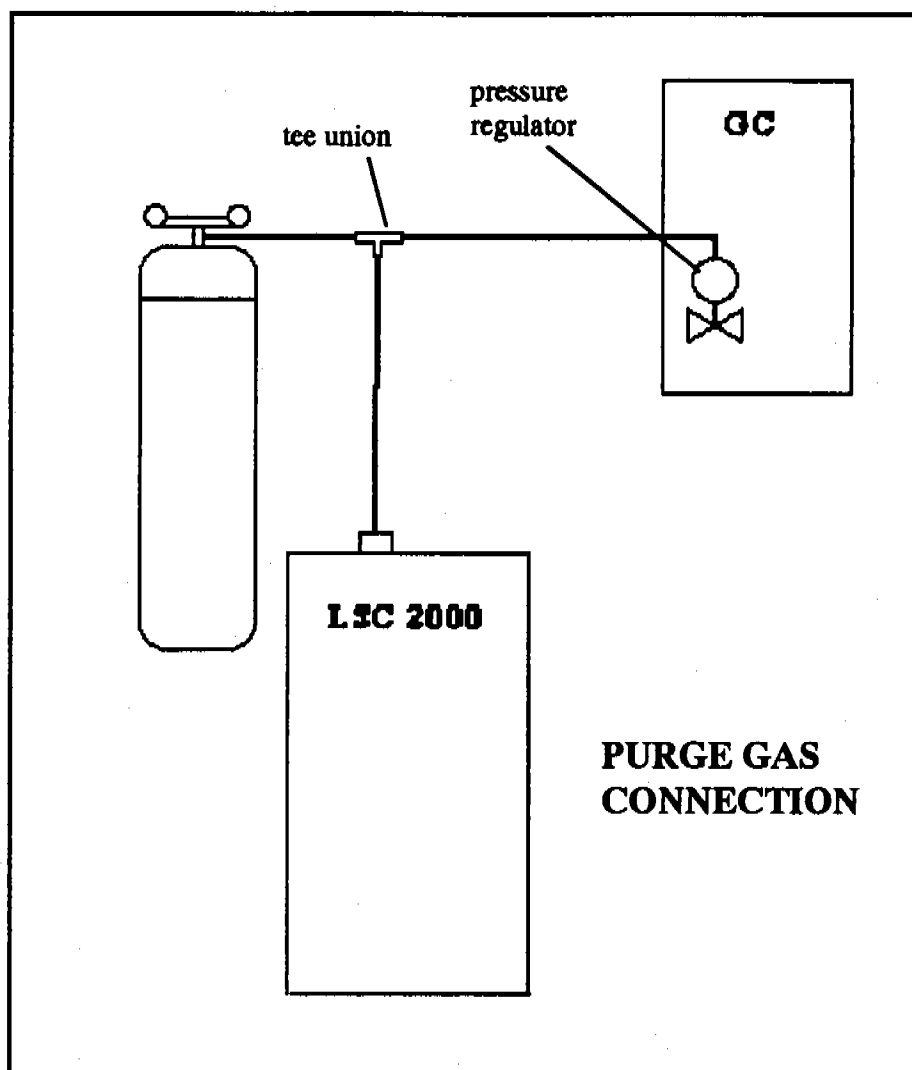 pressure
regulator
GC
tee union
LSC 2000
PURGE GAS
CONNECTION